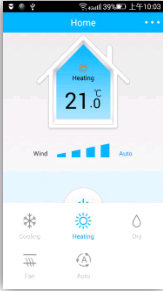 39% 上午10:03
Home
Heating
21.0 ℃
Wind Auto
Cooling Heating Dry
Fan Auto